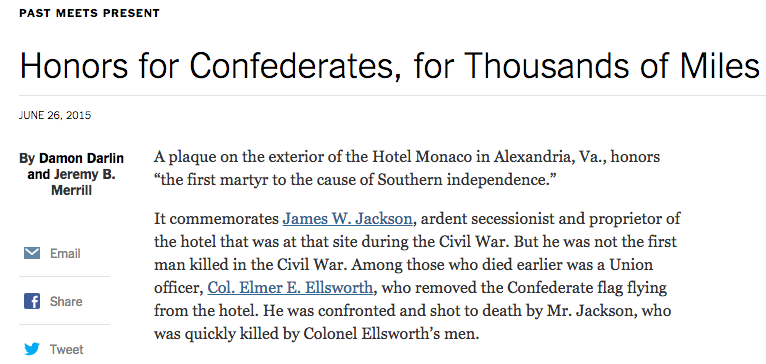 PAST MEETS PRESENT
Honors for Confederates, for Thousands of Miles
JUNE 26, 2015
By Damon Darlin
and Jeremy B.
Merrill
A plaque on the exterior of the Hotel Monaco in Alexandria, Va., honors
“the first martyr to the cause of Southern independence.”
It commemorates James W. Jackson, ardent secessionist and proprietor of
the hotel that was at that site during the Civil War. But he was not the first
man killed in the Civil War. Among those who died earlier was a Union
officer, Col. Elmer E. Ellsworth, who removed the Confederate flag flying
from the hotel. He was confronted and shot to death by Mr. Jackson, who
was quickly killed by Colonel Ellsworth’s men.
Email
Share
Tweet